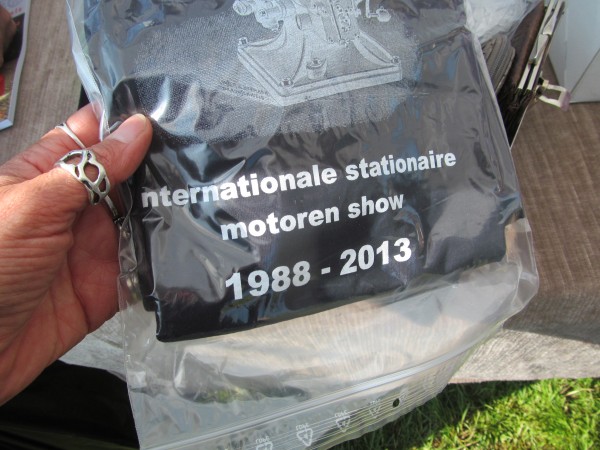 nternationale stationaire
motoren show
1988 - 2013